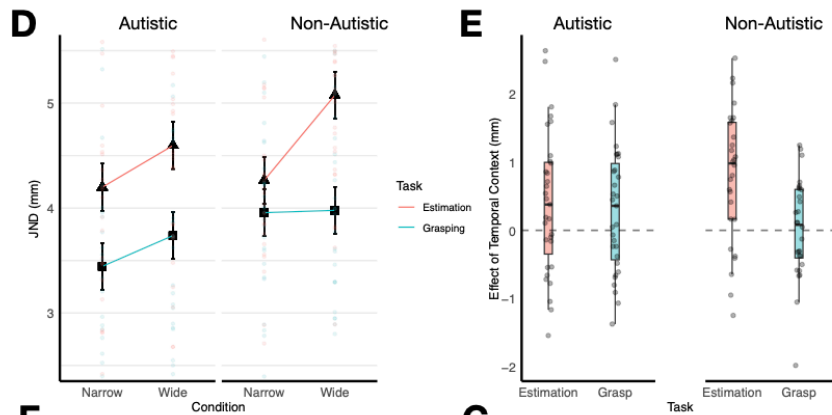 D
Autistic
Non-Autistic
JND (mm)
5
4
3
Narrow
Wide
Narrow
Wide
Condition
Task
Estimation
Grasping
E
Autistic
Non-Autistic
Effect of Temporal Context (mm)
2
1
0
−1
−2
Estimation
Grasp
Estimation
Grasp
Task